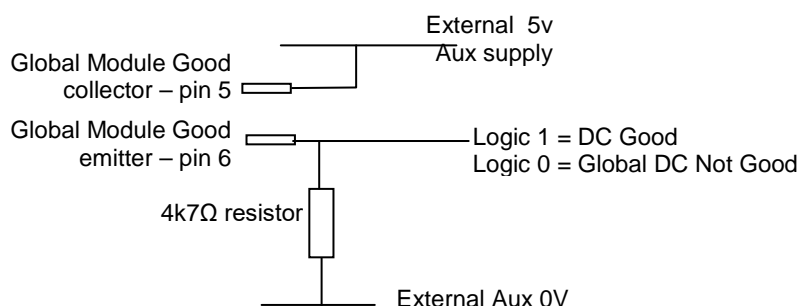 External 5v
Aux supply
Global Module Good
collector – pin 5
Global Module Good
emitter – pin 6
Logic 1 = DC Good
Logic 0 = Global DC Not Good
4k7Ω resistor
External Aux 0V